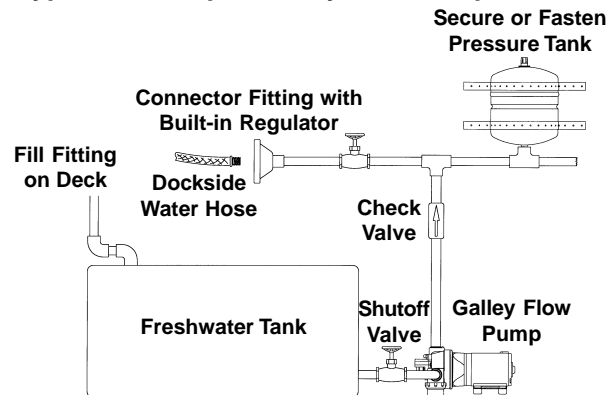 Secure or Fasten
Pressure Tank
Connector Fitting with
Built-in Regulator
Fill Fitting
on Deck
Dockside
Water Hose
Check
Valve
Freshwater Tank
Shutoff
Valve
Galley Flow
Pump